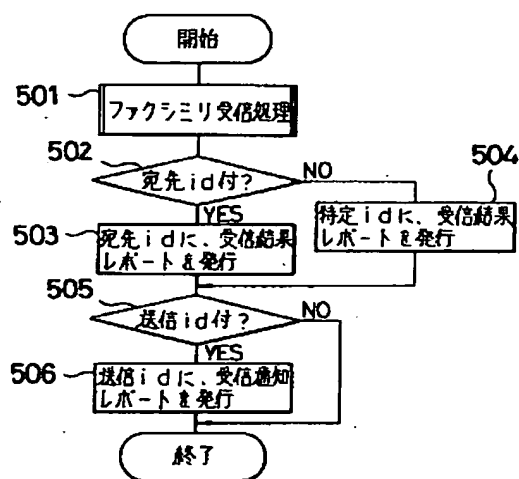 開始
501
ファクシミリ受信処理
502
宛先id付?
NO
504
YES
503
宛先idに、受信結果
レポートを発行
特定idに、受信結果
レポートを発行
505
送信id付?
NO
YES
506
送信idに、受信通知
レポートを発行
終了